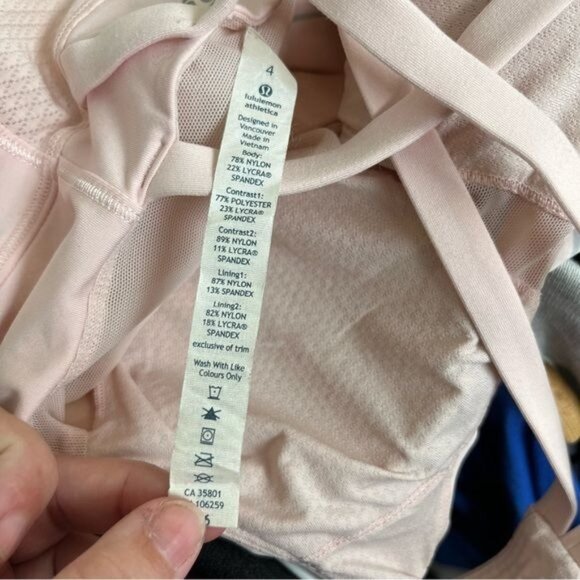 4
lululemon
athletica
Designed in
Vancouver
Made in
Vietnam
Body:
78% NYLON
22% LYCRA®
SPANDEX
Contrast1:
77% POLYESTER
23% LYCRA®
SPANDEX
Contrast2:
89% NYLON
11% LYCRA®
SPANDEX
Lining1:
87% NYLON
13% SPANDEX
Lining2:
82% NYLON
18% LYCRA®
SPANDEX
exclusive of trim
Wash With Like
Colours Only
CA 35801
106259
6